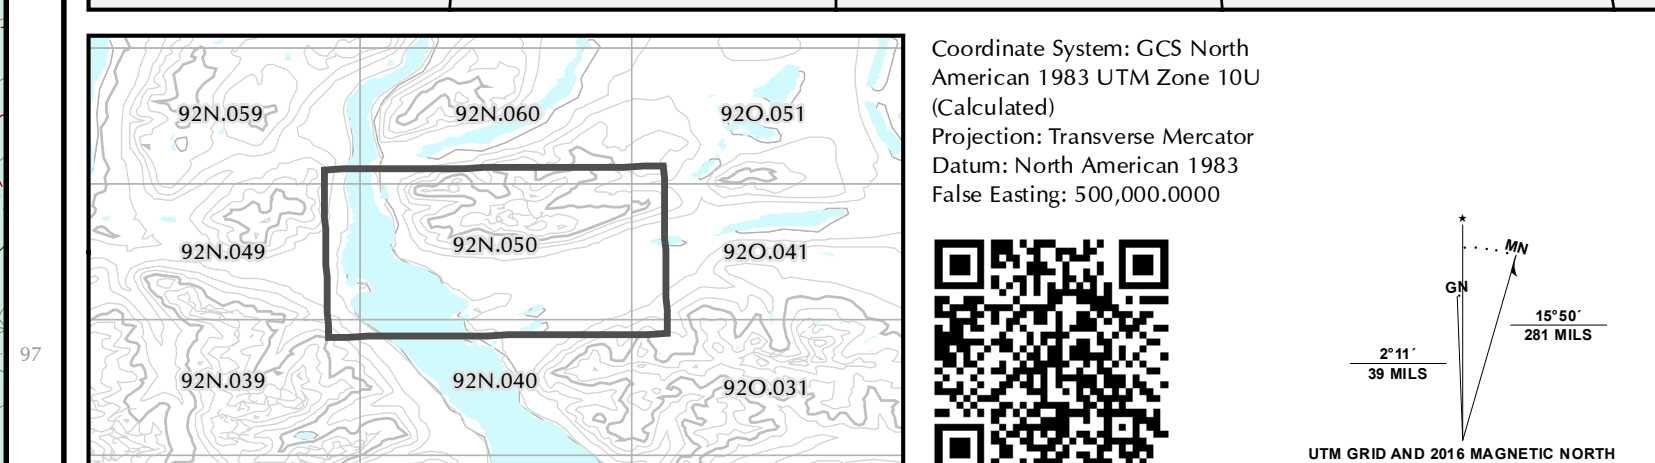 92N.059
92N.060
92O.051
92N.049
92N.050
92O.041
97
92N.039
92N.040
92O.031
Coordinate System: GCS North
American 1983 UTM Zone 10U
(Calculated)
Projection: Transverse Mercator
Datum: North American 1983
False Easting: 500,000.0000
MN
GN
15°50´
281 MILS
2°11´
39 MILS
UTM GRID AND 2016 MAGNETIC NORTH